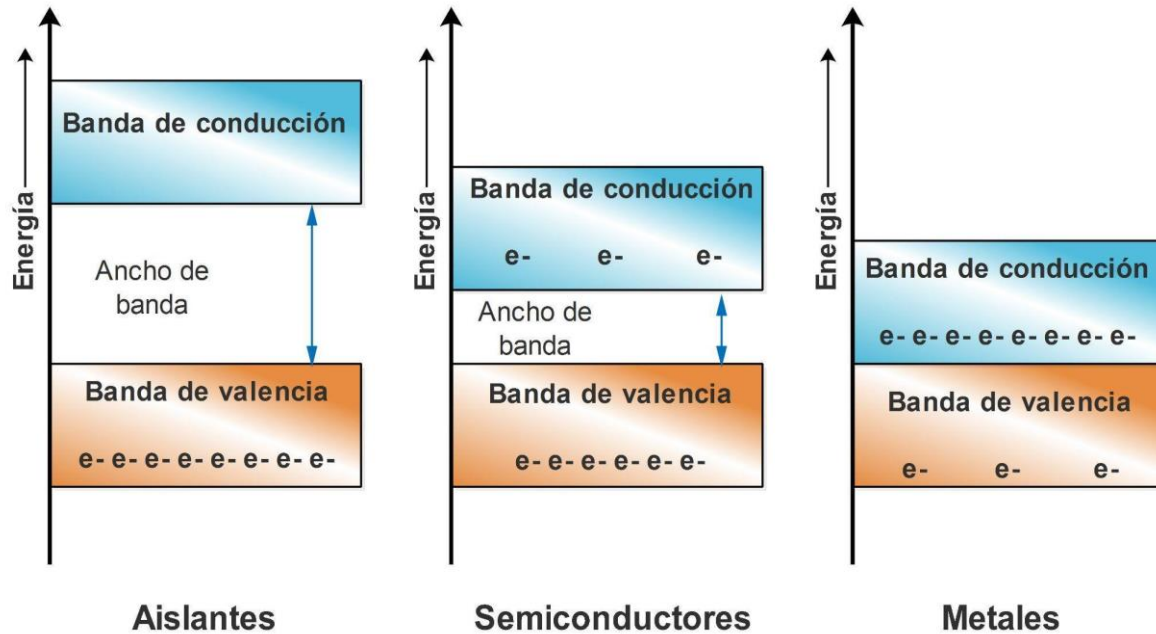 Energía
Banda de conducción
Ancho de
banda
Banda de valencia
e- e- e- e- e- e- e- e-
Aislantes
Energía
Banda de conducción
e- e- e-
Ancho de
banda
Banda de valencia
e- e- e- e- e- e-
Semiconductores
Energía
Banda de conducción
e- e- e- e- e- e- e- e-
Banda de valencia
e- e- e-
Metales